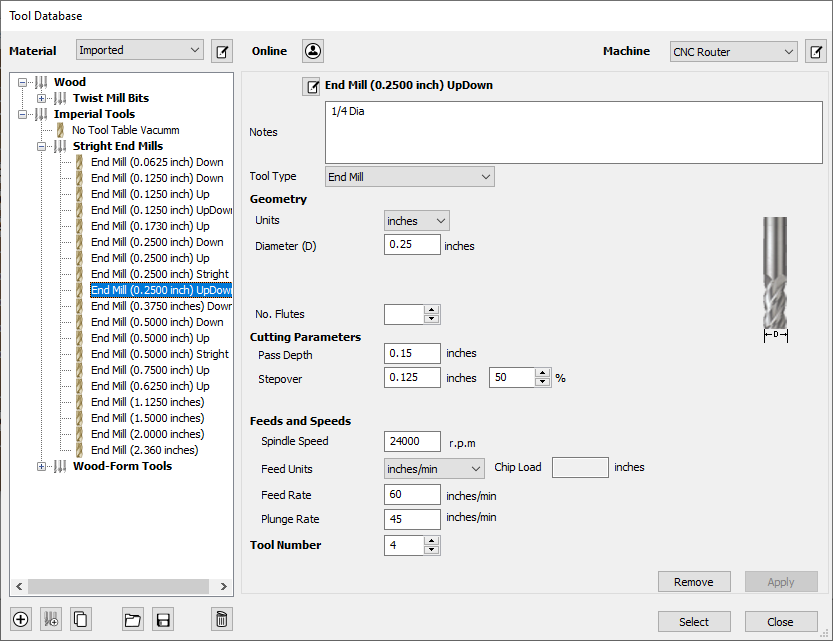 Tool Database
Material Imported Online Machine CNC Router
Wood
Twist Mill Bits
Imperial Tools
No Tool Table Vacumm
Stright End Mills
End Mill (0.0625 inch) Down
End Mill (0.1250 inch) Down
End Mill (0.1250 inch) Up
End Mill (0.1250 inch) UpDown
End Mill (0.1730 inch) Up
End Mill (0.2500 inch) Down
End Mill (0.2500 inch) Up
End Mill (0.2500 inch) Stright
End Mill (0.2500 inch) UpDown
End Mill (0.3750 inches) Down
End Mill (0.5000 inch) Down
End Mill (0.5000 inch) Up
End Mill (0.5000 inch) Stright
End Mill (0.7500 inch) Up
End Mill (0.6250 inch) Up
End Mill (1.1250 inches)
End Mill (1.5000 inches)
End Mill (2.0000 inches)
End Mill (2.360 inches)
Wood-Form Tools
End Mill (0.2500 inch) UpDown
Notes 1/4 Dia
Tool Type End Mill
Geometry
Units inches
Diameter (D) 0.25 inches
D
No. Flutes
Cutting Parameters
Pass Depth 0.15 inches
Stepover 0.125 inches 50 %
Feeds and Speeds
Spindle Speed 24000 r.p.m
Feed Units inches/min Chip Load inches
Feed Rate 60 inches/min
Plunge Rate 45 inches/min
Tool Number 4
Remove Apply
Select Close